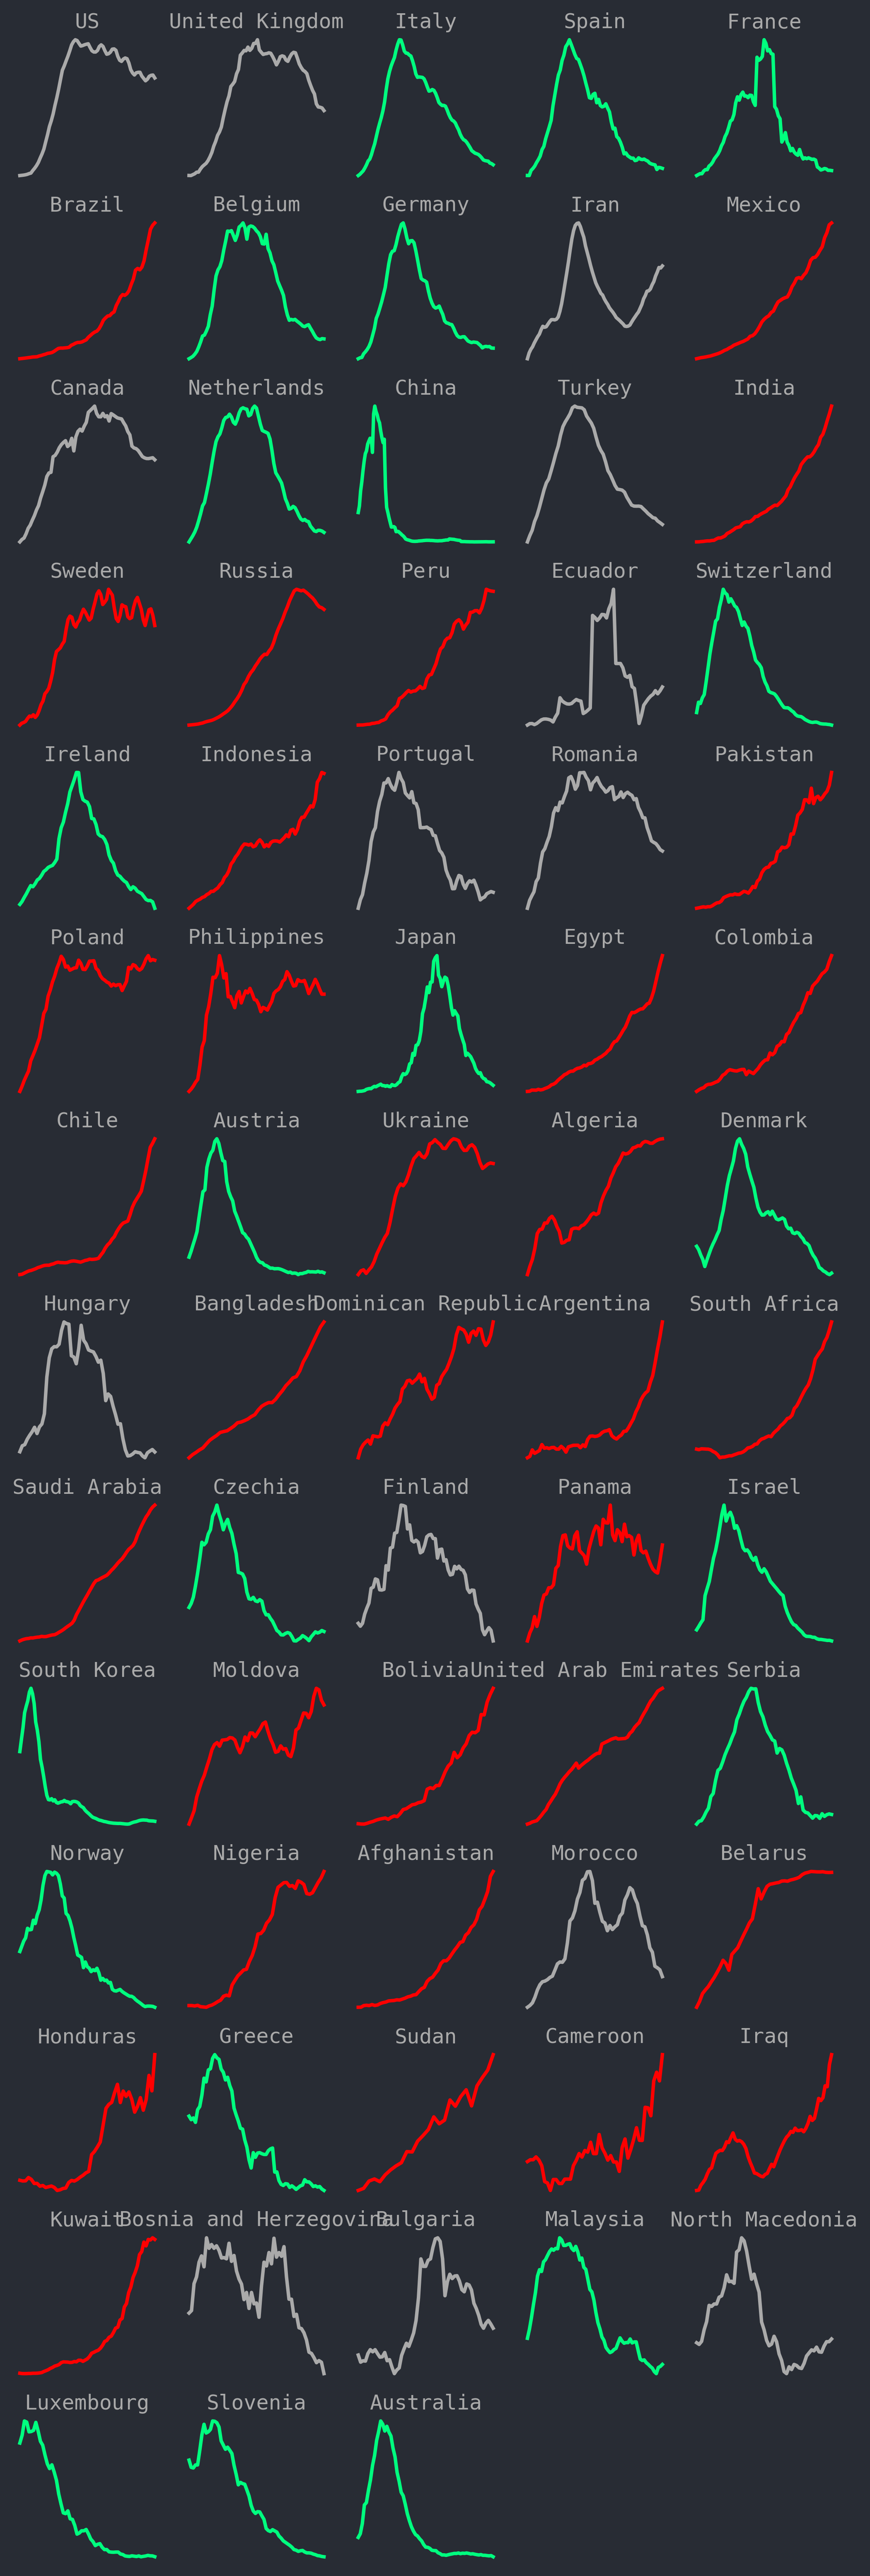 US United Kingdom Italy Spain France
Brazil Belgium Germany Iran Mexico
Canada Netherlands China Turkey India
Sweden Russia Peru Ecuador Switzerland
Ireland Indonesia Portugal Romania Pakistan
Poland Philippines Japan Egypt Colombia
Chile Austria Ukraine Algeria Denmark
Hungary Bangladesh Dominican Republic Argentina South Africa
Saudi Arabia Czechia Finland Panama Israel
South Korea Moldova Bolivia United Arab Emirates Serbia
Norway Nigeria Afghanistan Morocco Belarus
Honduras Greece Sudan Cameroon Iraq
Kuwait Bosnia and Herzegovina Bulgaria Malaysia North Macedonia
Luxembourg Slovenia Australia